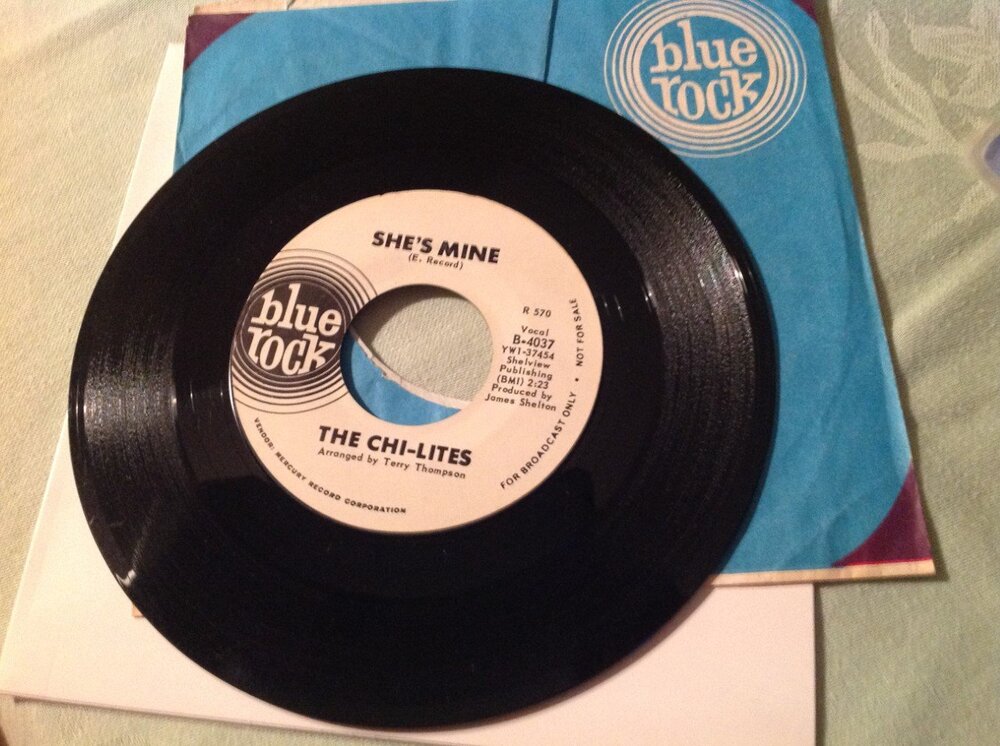 blue
rock
SHE'S MINE
(E. Record)
blue
rock
R 570
Vocal
B-4037
YW1-37454
Shelview
Publishing
(BMI) 2:23
Produced by
James Shelton
FOR BROADCAST ONLY • NOT FOR SALE
THE CHI-LITES
Arranged by Terry Thompson
VENDOR: MERCURY RECORD CORPORATION